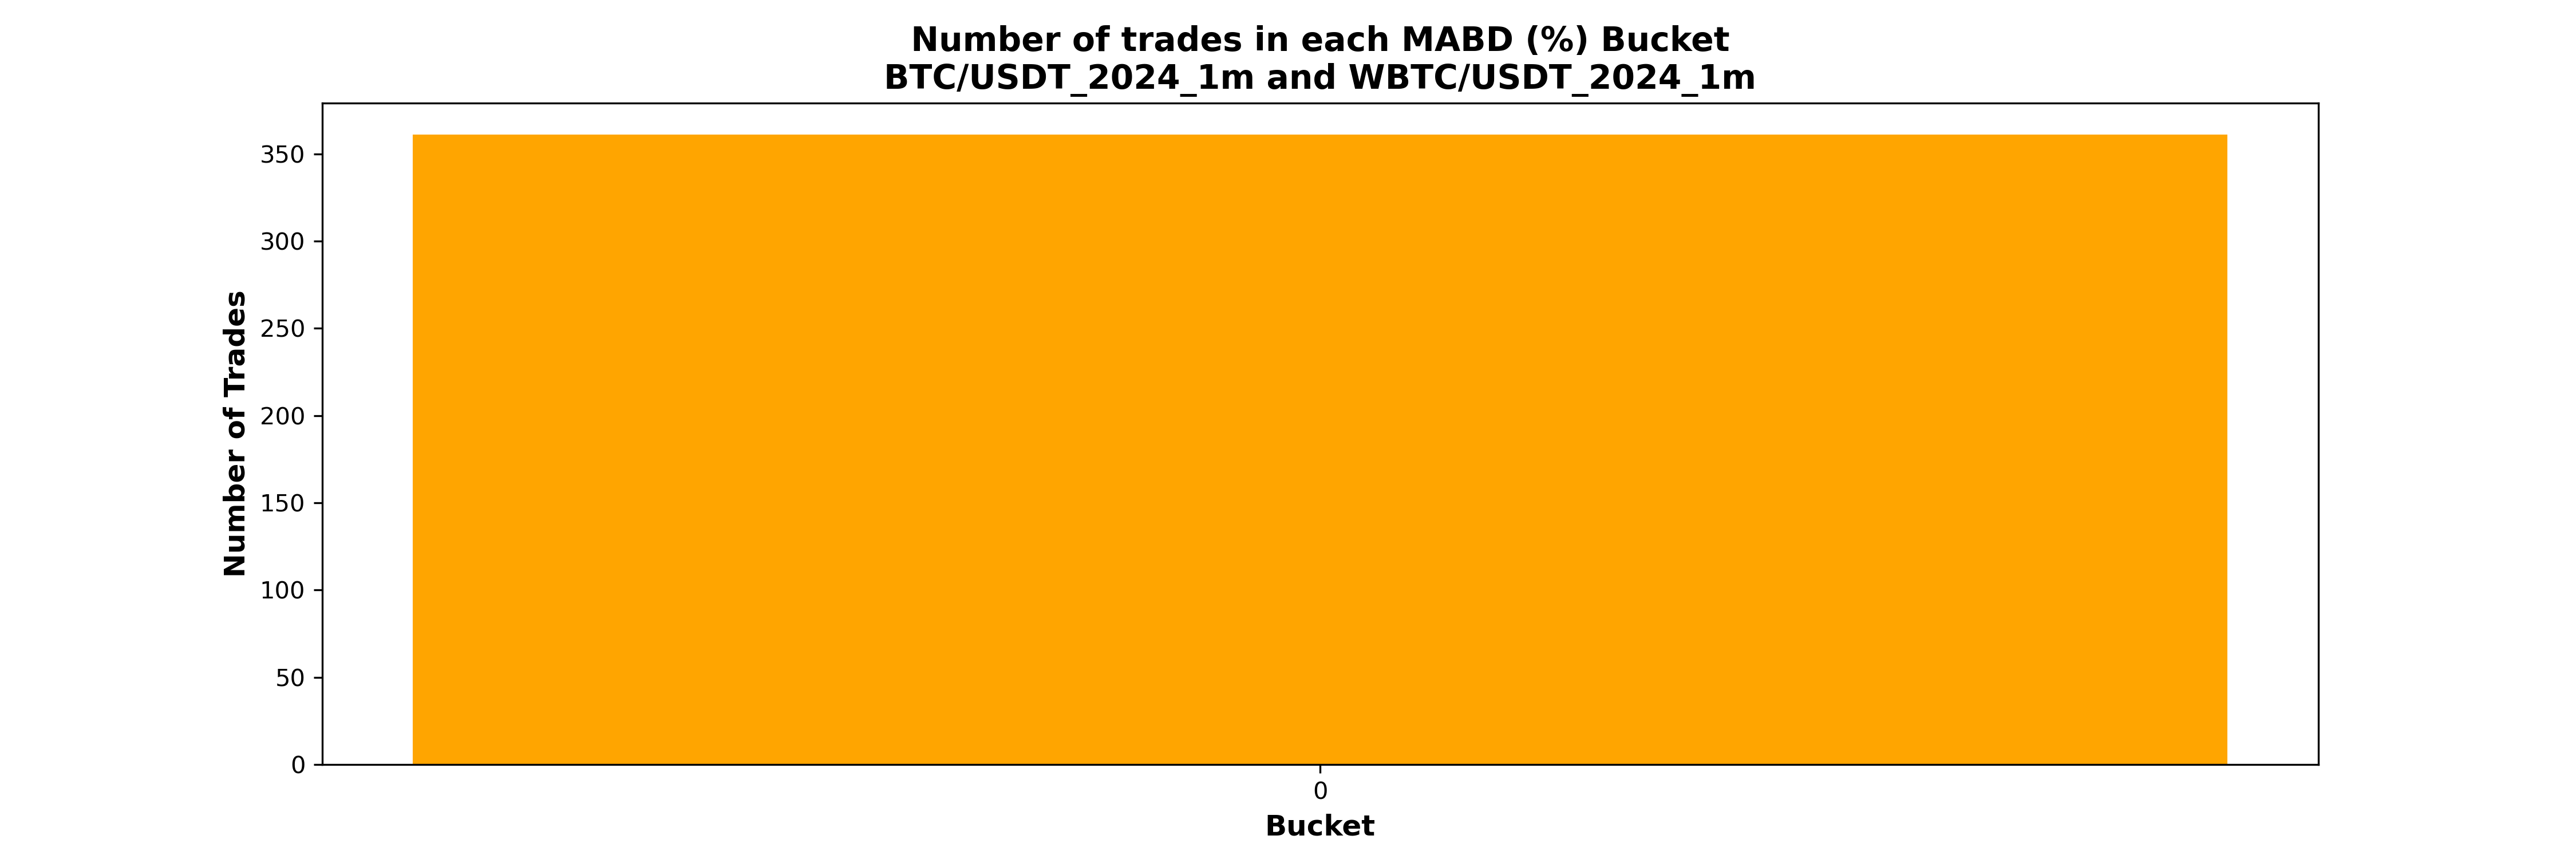 Number of trades in each MABD (%) Bucket
BTC/USDT_2024_1m and WBTC/USDT_2024_1m
Number of Trades
350
300
250
200
150
100
50
0
0
Bucket